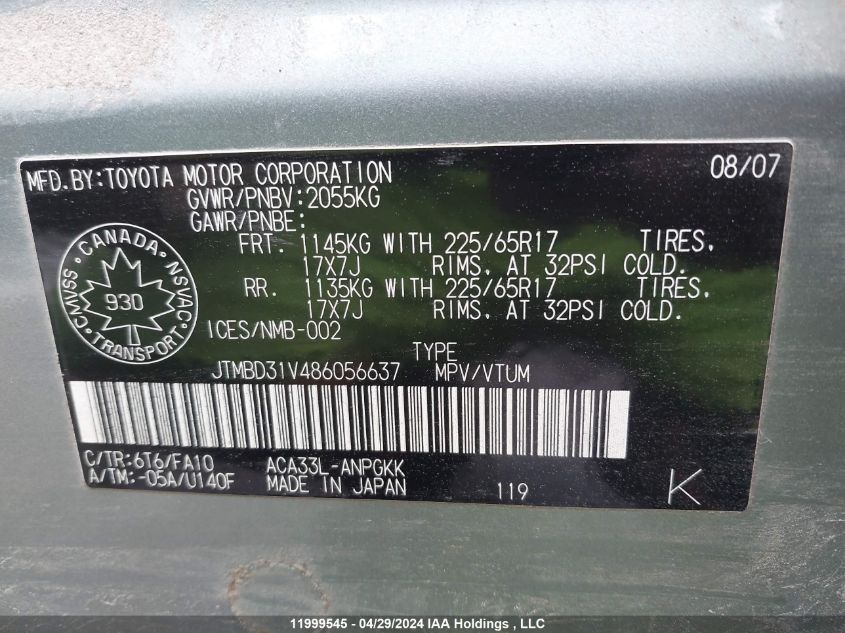 MFD.BY:TOYOTA MOTOR CORPORATION 08/07
GVWR/PNBV:2055KG
GAWR/PNBE:
FRT. 1145KG WITH 225/65R17 TIRES.
17X7J RIMS. AT 32PSI COLD.
RR. 1135KG WITH 225/65R17 TIRES.
17X7J RIMS. AT 32PSI COLD.
CANADA
CMVSS 930 NSVAC
TRANSPORT
ICES/NMB-002
TYPE
JTMBD31V486056637 MPV/VTUM
C/TR:6T6/FA10 ACA33L-ANPGKK
A/TM:-05A/U140F MADE IN JAPAN 119 K
11999545 - 04/29/2024 IAA Holdings , LLC